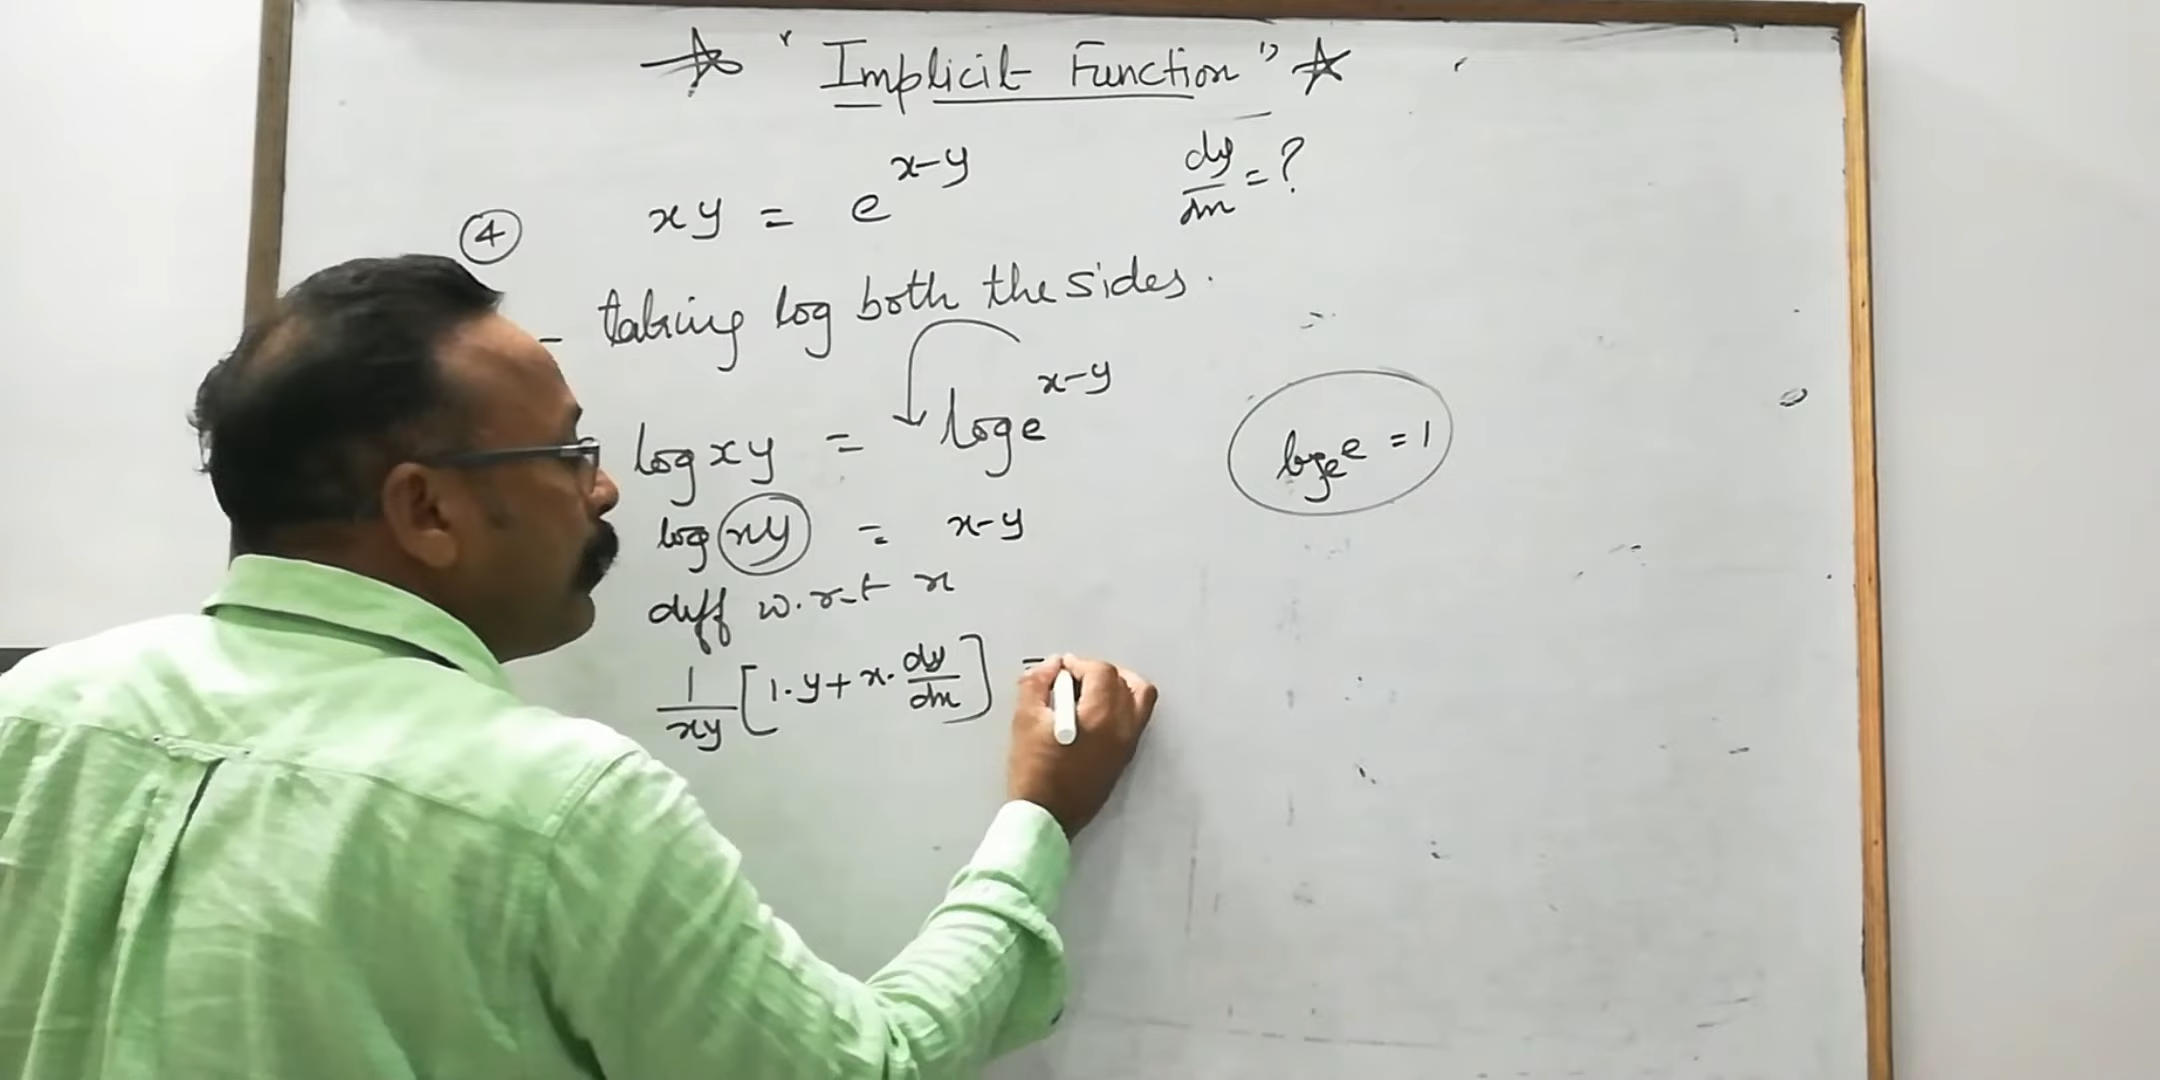 ☆ "Implicit Function" ☆
④ xy = e^{x-y} dy/dx = ?
taking log both the sides.
log xy = log e^{x-y} log_e e = 1
log (xy) = x-y
diff w.r.t x
1/xy [1.y + x. dy/dx] =